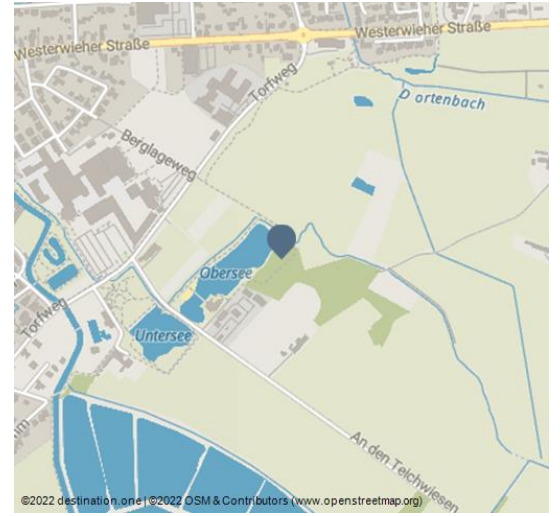 Westerwieher Straße
Westerwieher Straße
Torfweg
Dortenbach
Berglageweg
Obersee
Untersee
Torfweg
An den Teichwiesen
©2022 destination.one | ©2022 OSM & Contributors (www.openstreetmap.org)